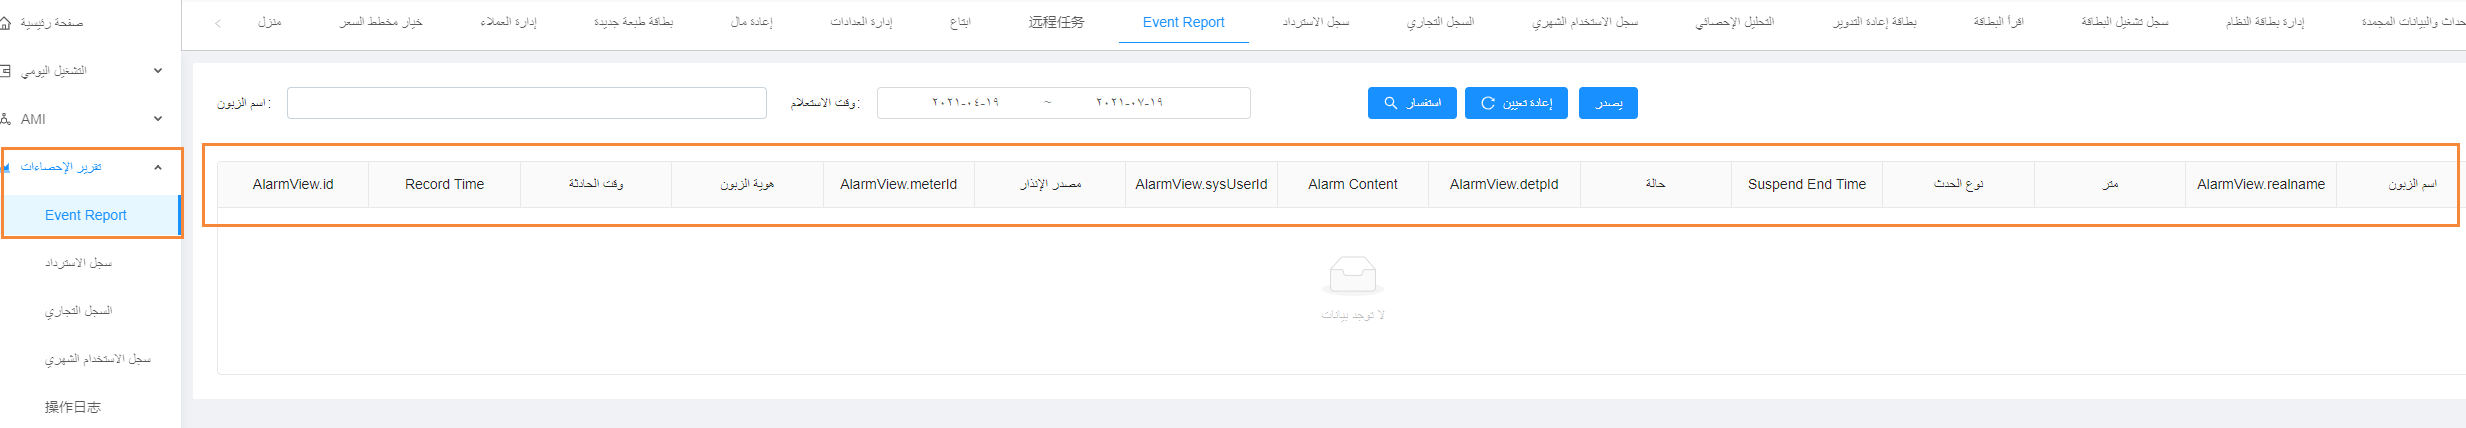 صفحة رئيسية
التشغيل اليومي
AMI
تقرير الإحصاءات
Event Report
سجل الاسترداد
السجل التجاري
سجل الاستخدام الشهري
操作日志
منزل
خيار مخطط السعر
إدارة العملاء
بطاقة طبعة جديدة
إعادة مال
إدارة العدادات
ابتاع
远程任务
Event Report
سجل الاسترداد
السجل التجاري
سجل الاستخدام الشهري
التحليل الإحصائي
بطاقة إعادة التدوير
اقرأ البطاقة
سجل تشغيل البطاقة
إدارة بطاقة النظام
حداث والبيانات المجمدة
اسم الزبون:
وقت الاستعلام:
٢٠٢١-٠٤-١٩ ~ ٢٠٢١-٠٧-١٩
استفسار
إعادة تعيين
يصدر
AlarmView.id
Record Time
وقت الحادثة
هوية الزبون
AlarmView.meterId
مصدر الإنذار
AlarmView.sysUserId
Alarm Content
AlarmView.detpId
حالة
Suspend End Time
نوع الحدث
متر
AlarmView.realname
اسم الزبون
لا توجد بيانات